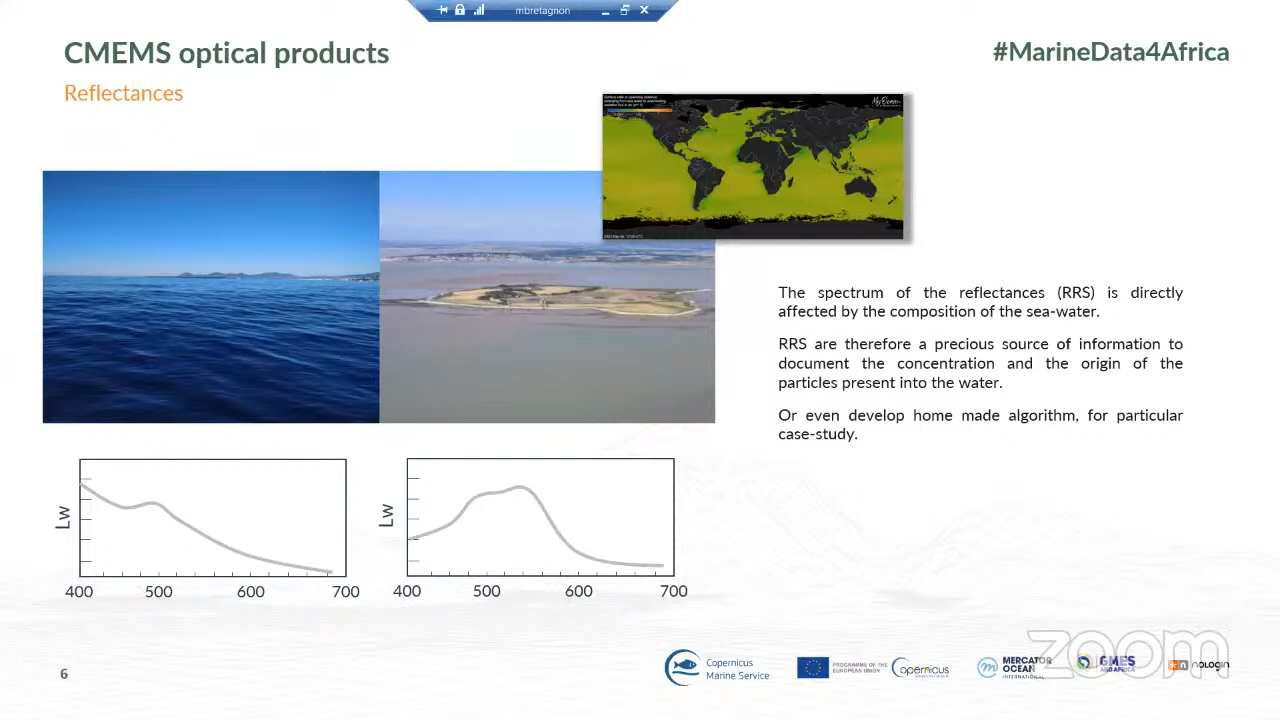 mbretagnon
CMEMS optical products
#MarineData4Africa
Reflectances
The spectrum of the reflectances (RRS) is directly
affected by the composition of the sea-water.
RRS are therefore a precious source of information to
document the concentration and the origin of the
particles present into the water.
Or even develop home made algorithm, for particular
case-study.
Lw
400 500 600 700
Lw
400 500 600 700
6
Copernicus
Marine Service
PROGRAMME OF THE
EUROPEAN UNION
Copernicus
MERCATOR
OCEAN
INTERNATIONAL
GMES
AND AFRICA
nologin
zoom